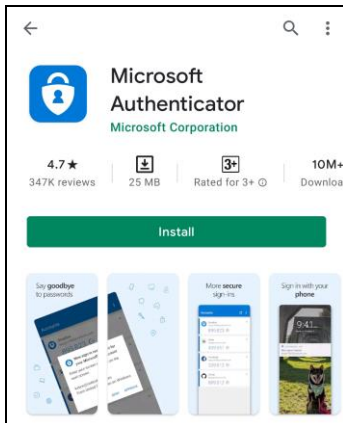 Microsoft
Authenticator
Microsoft Corporation
4.7★
3+
10M+
347K reviews
25 MB
Rated for 3+
Downloa
Install
Say goodbye
to passwords
More secure
sign-ins
Sign in with your
phone
9:41